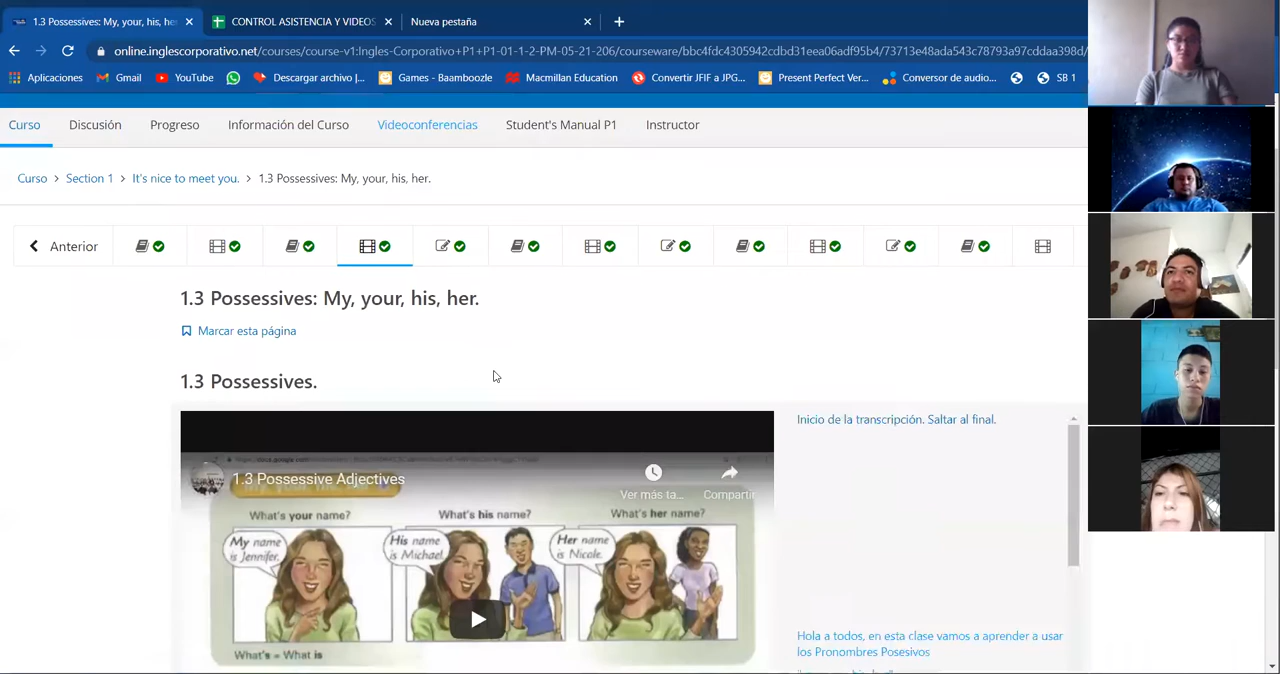 1.3 Possessives: My, your, his, he
CONTROL ASISTENCIA Y VIDEOS
Nueva pestaña
online.inglescorporativo.net/courses/course-v1:Ingles-Corporativo+P1+P1-01-1-2-PM-05-21-206/courseware/bbc4fdc4305942cdbd31eea06adf95b4/73713e48ada543c78793a97cddaa398d/
Aplicaciones
Gmail
YouTube
Descargar archivo |...
Games - Baamboozle
Macmillan Education
Convertir JFIF a JPG...
Present Perfect Ver...
Conversor de audio...
SB 1
Curso
Discusión
Progreso
Información del Curso
Videoconferencias
Student's Manual P1
Instructor
Curso > Section 1 > It's nice to meet you. > 1.3 Possessives: My, your, his, her.
Anterior
1.3 Possessives: My, your, his, her.
Marcar esta página
1.3 Possessives.
Inicio de la transcripción. Saltar al final.
1.3 Possessive Adjectives
Ver más ta...
Compartir
What's your name?
What's his name?
What's her name?
My name
is Jennifer.
His name
is Michael.
Her name
is Nicole.
What's = What is
Hola a todos, en esta clase vamos a aprender a usar
los Pronombres Posesivos